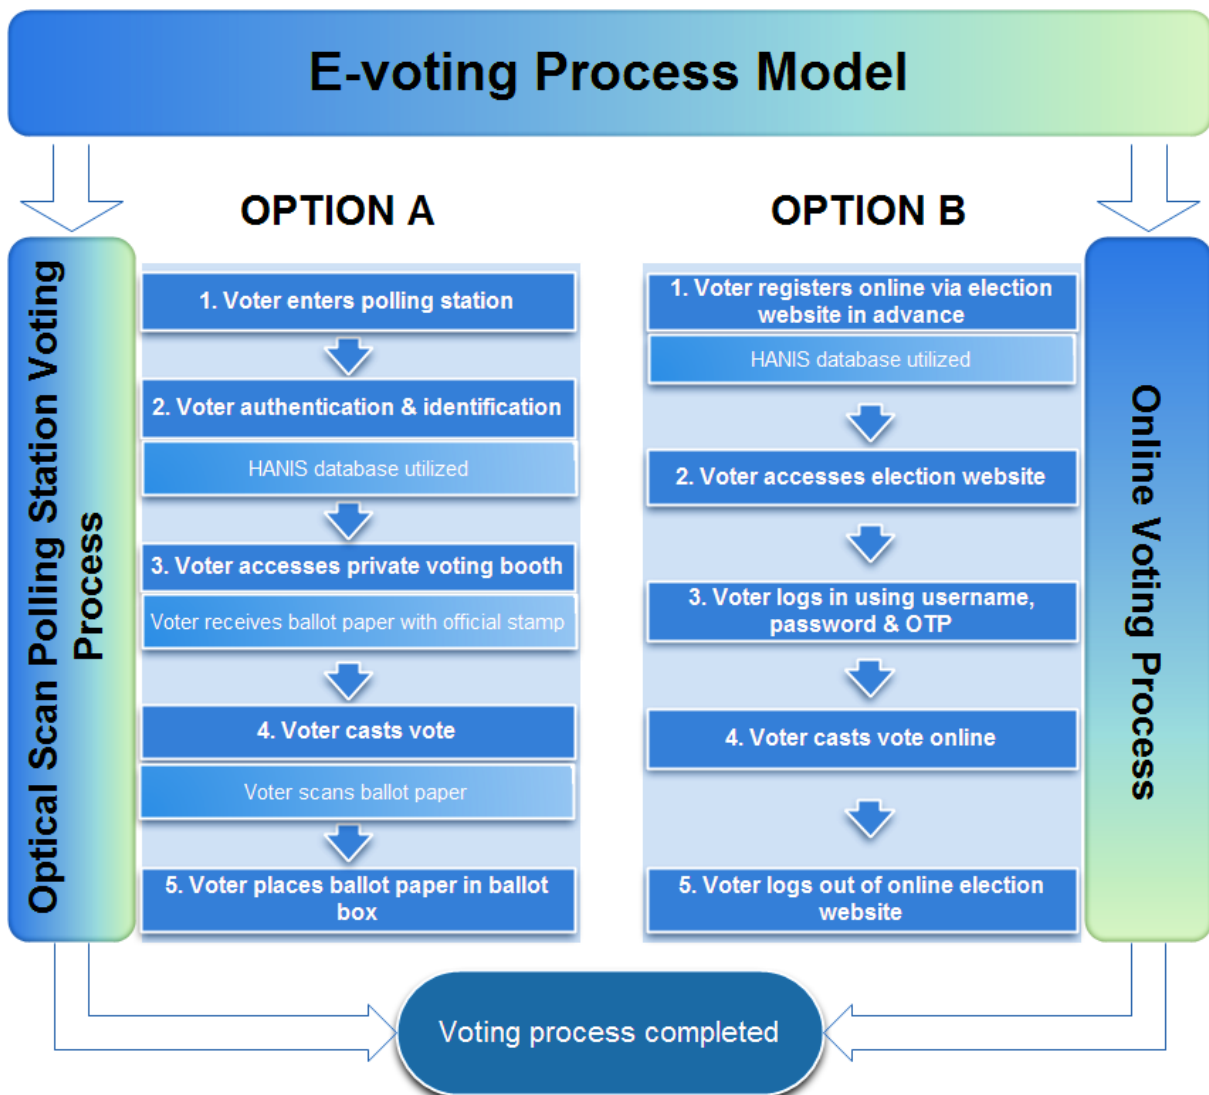 E-voting Process Model
OPTION A
OPTION B
Optical Scan Polling Station Voting
Process
1. Voter enters polling station
2. Voter authentication & identification
HANIS database utilized
3. Voter accesses private voting booth
Voter receives ballot paper with official stamp
4. Voter casts vote
Voter scans ballot paper
5. Voter places ballot paper in ballot
box
1. Voter registers online via election
website in advance
HANIS database utilized
2. Voter accesses election website
3. Voter logs in using username,
password & OTP
4. Voter casts vote online
5. Voter logs out of online election
website
Online Voting Process
Voting process completed